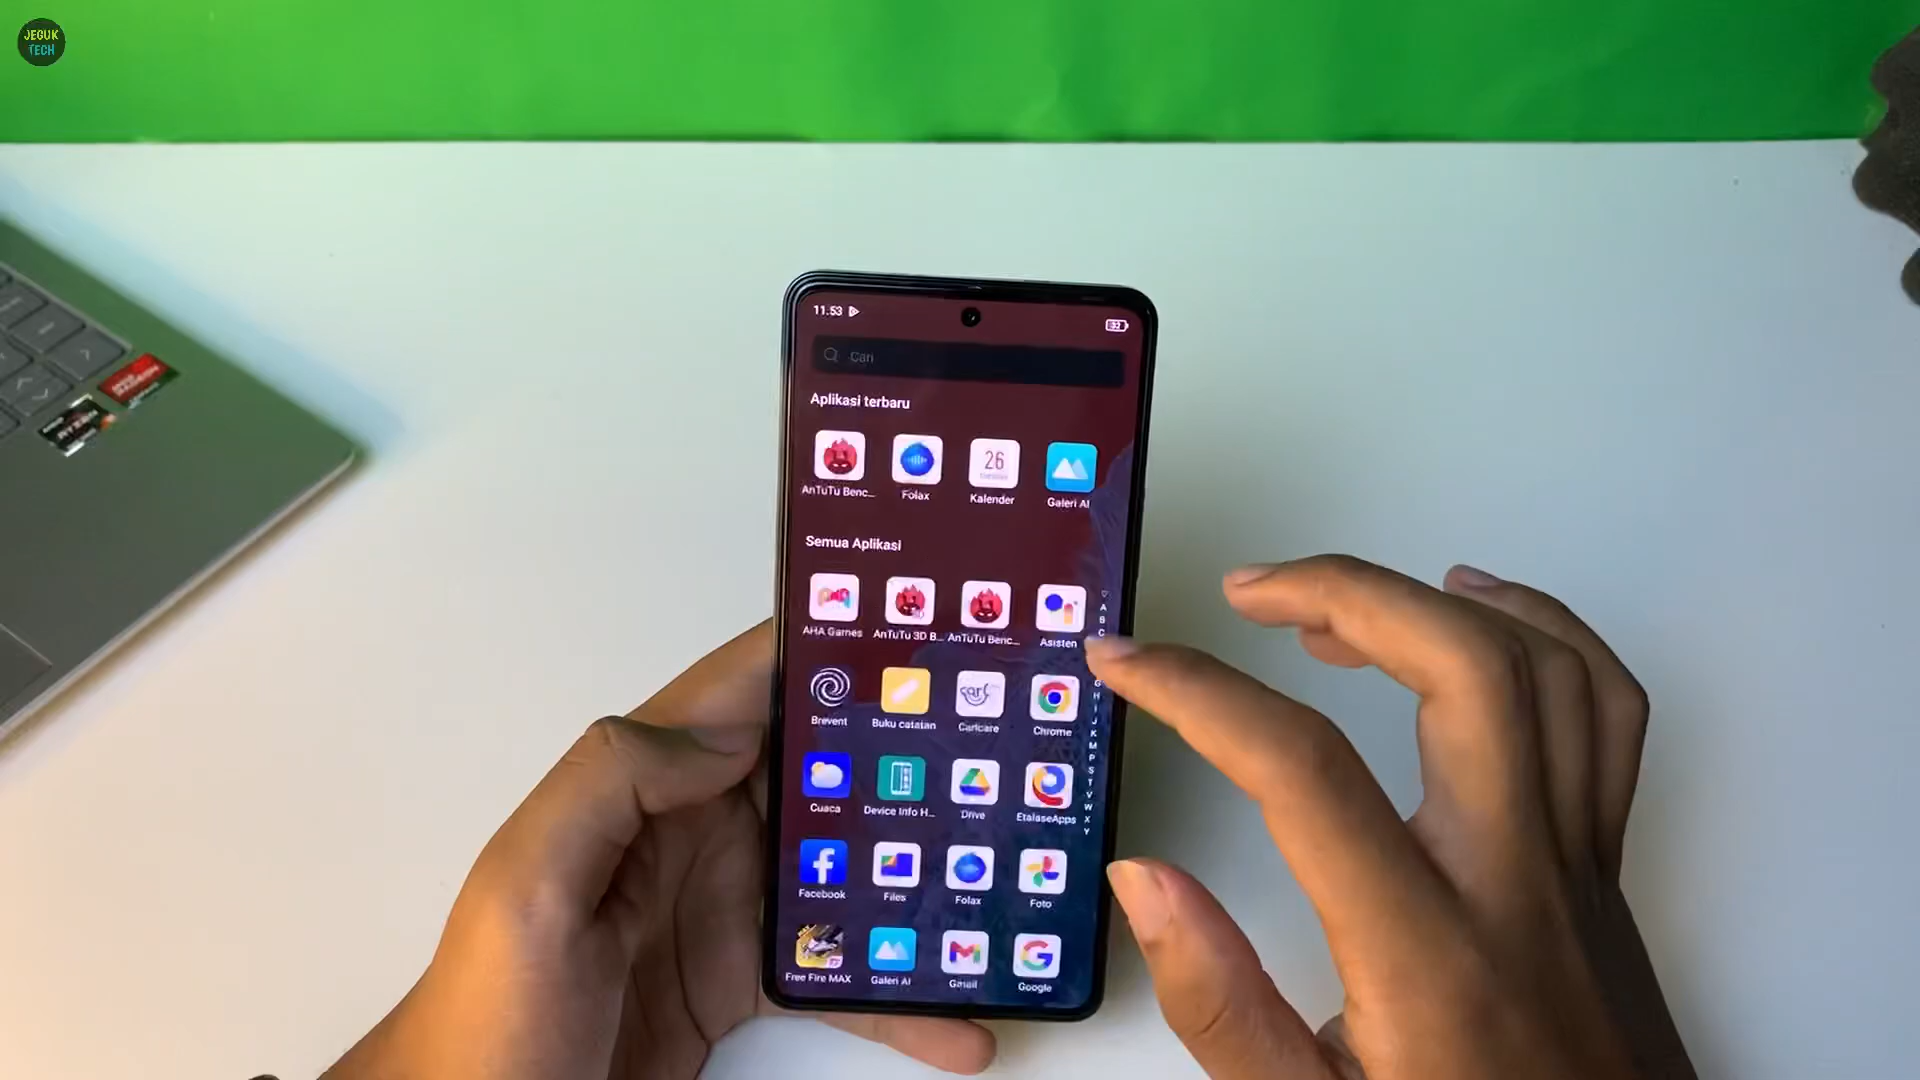 JEGUK
TECH
11.53
33
Cari
Aplikasi terbaru
AnTuTu Benc...
Folax
26
Kalender
Galeri AI
Semua Aplikasi
AHA Games
AnTuTu 3D B...
AnTuTu Benc...
Asisten
Brevent
Buku catatan
Carlcare
Chrome
Cuaca
Device Info H...
Drive
EtalaseApps
Facebook
Files
Folax
Foto
Free Fire MAX
Galeri AI
Gmail
Google
A
B
C
G
H
I
J
K
M
P
S
T
V
W
X
Y
RYZEN